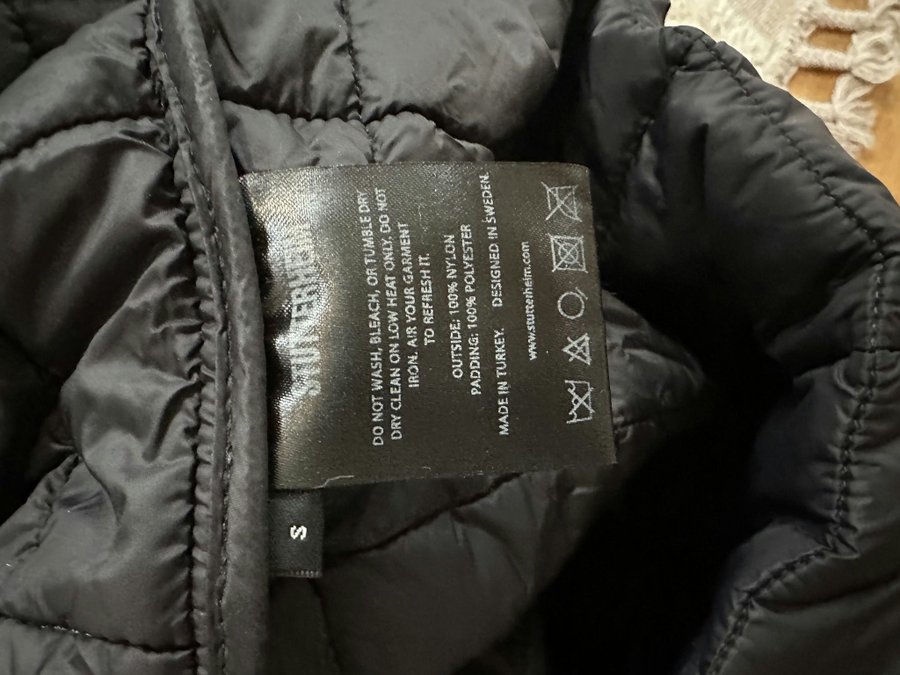 STUTTERHEIM
DO NOT WASH, BLEACH, OR TUMBLE DRY
DRY CLEAN ON LOW HEAT ONLY. DO NOT
IRON. AIR YOUR GARMENT
TO REFRESH IT.
OUTSIDE: 100% NYLON
PADDING: 100% POLYESTER
MADE IN TURKEY. DESIGNED IN SWEDEN.
www.stutterheim.com
S